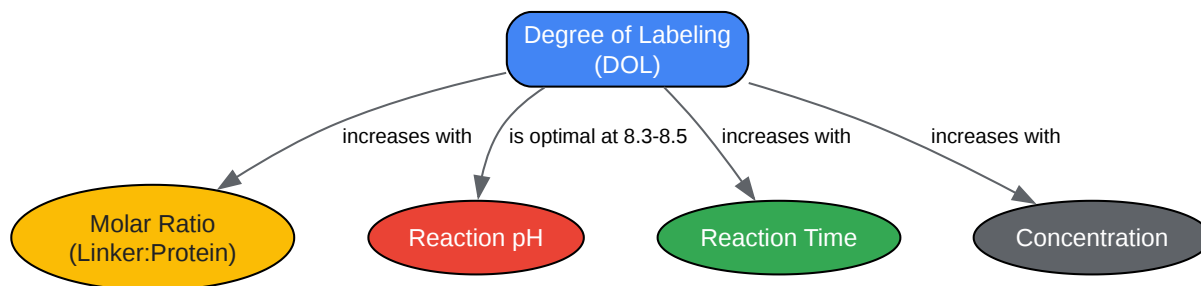 Degree of Labeling
(DOL)
increases with
is optimal at 8.3-8.5
increases with
increases with
Molar Ratio
(Linker:Protein)
Reaction pH
Reaction Time
Concentration